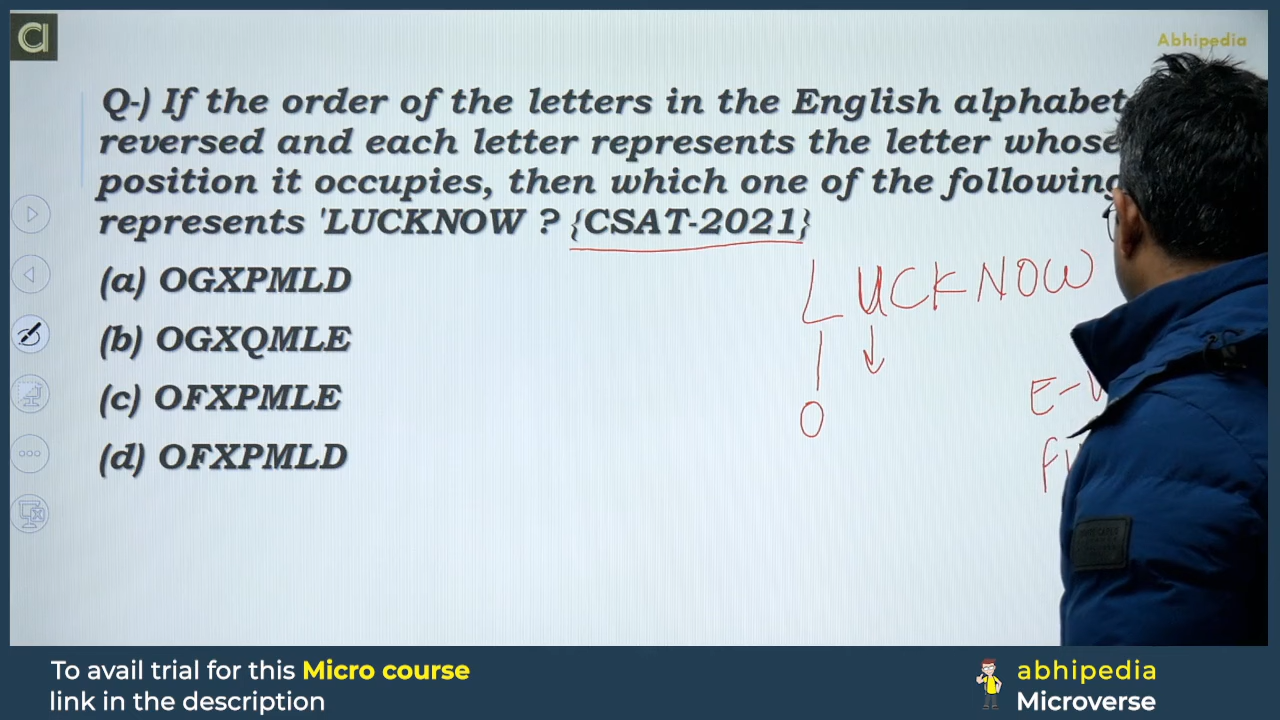 Abhipedia
Q-) If the order of the letters in the English alphabet
reversed and each letter represents the letter whose
position it occupies, then which one of the following
represents 'LUCKNOW ? {CSAT-2021}
(a) OGXPMLD
(b) OGXQMLE
(c) OFXPMLE
(d) OFXPMLD
LUCKNOW
O
E-
To avail trial for this Micro course
link in the description
abhipedia
Microverse